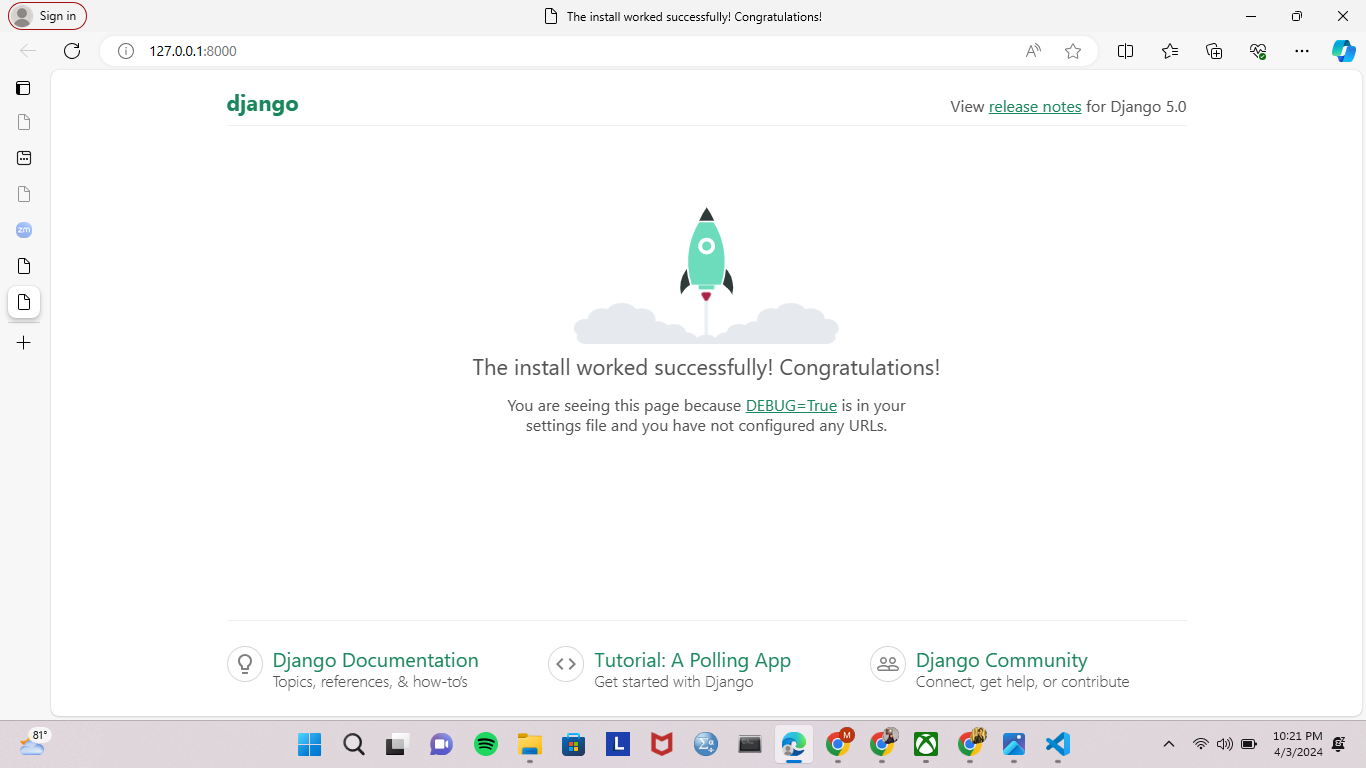 Sign in
The install worked successfully! Congratulations!
127.0.0.1:8000
django
View release notes for Django 5.0
zm
The install worked successfully! Congratulations!
You are seeing this page because DEBUG=True is in your
settings file and you have not configured any URLs.
Django Documentation
Topics, references, & how-to's
Tutorial: A Polling App
Get started with Django
Django Community
Connect, get help, or contribute
81°
L
M
10:21 PM
4/3/2024